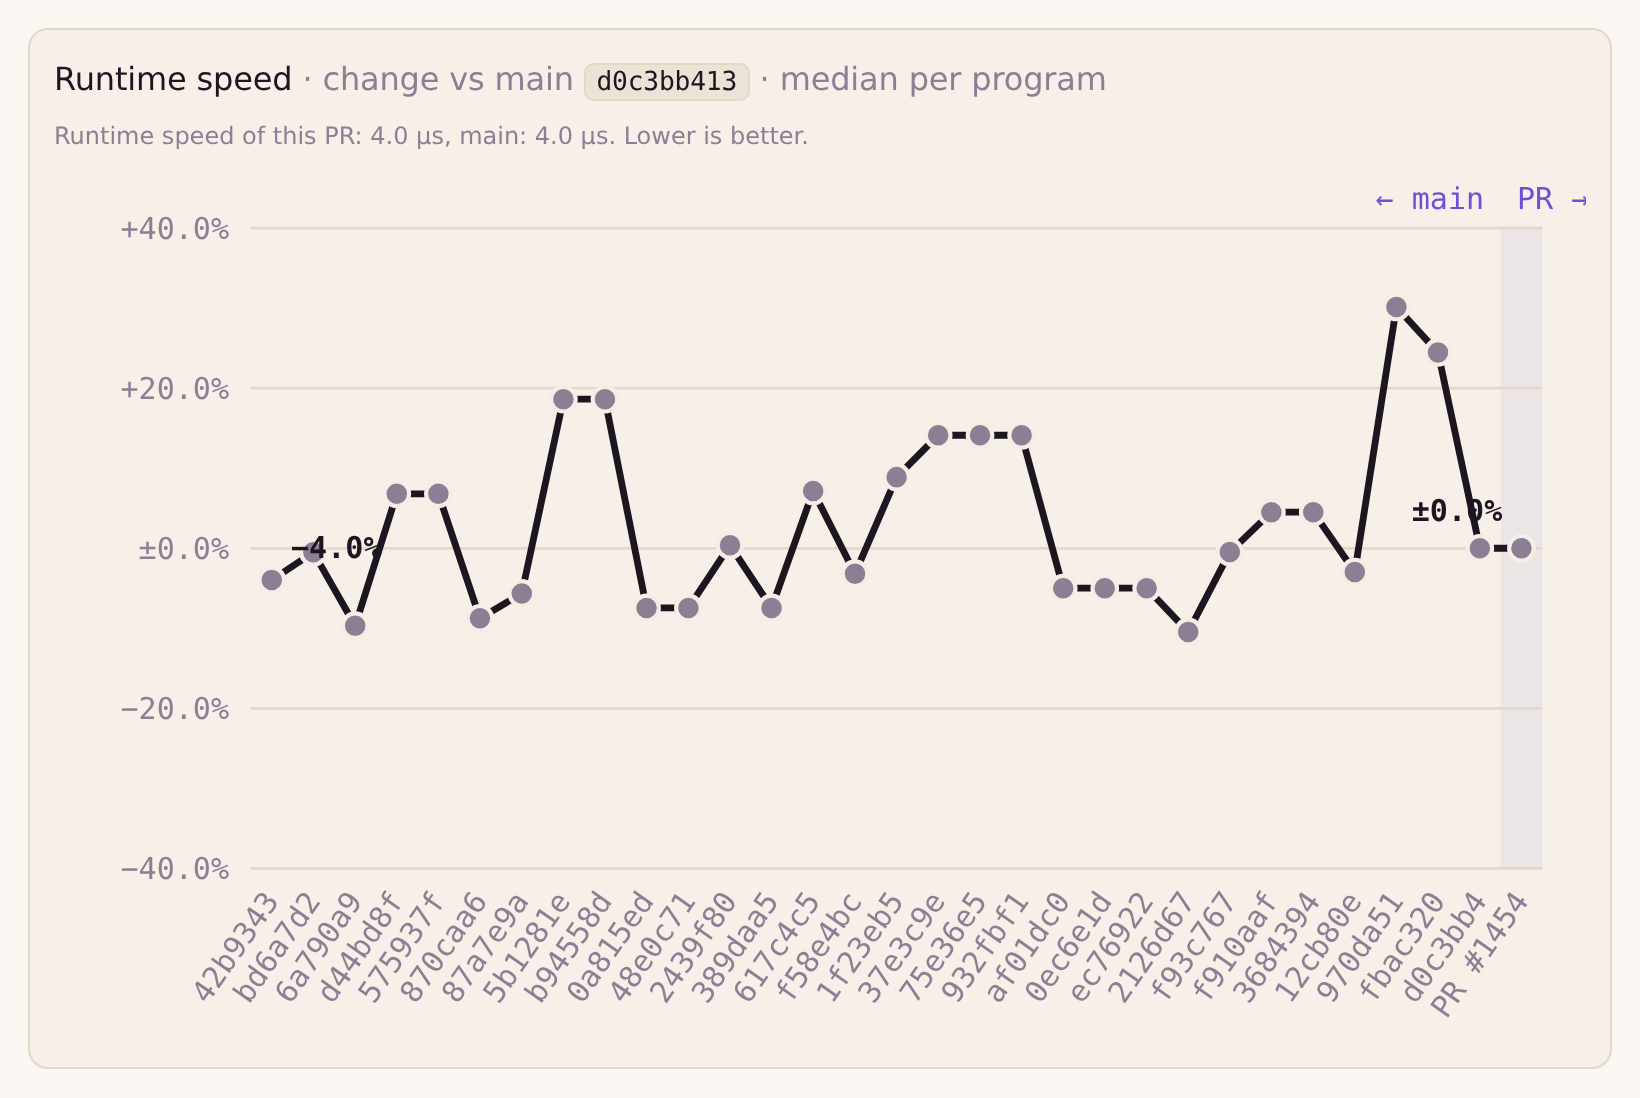 Runtime speed · change vs main d0c3bb413 · median per program
Runtime speed of this PR: 4.0 µs, main: 4.0 µs. Lower is better.
← main PR →
+40.0%
+20.0%
±0.0%
−20.0%
−40.0%
−4.0%
±0.0%
42b9343
bd6a7d2
6a790a9
d44bd8f
575937f
870caa6
87a7e9a
5b1281e
b94558d
0a815ed
48e0c71
2439f80
389daa5
617c4c5
f58e4bc
1f23eb5
37e3c9e
75e36e5
932fbf1
af01dc0
0ec6e1d
ec76922
2126d67
f93c767
f910aaf
3684394
12cb80e
970da51
fbac320
d0c3bb4
PR #1454